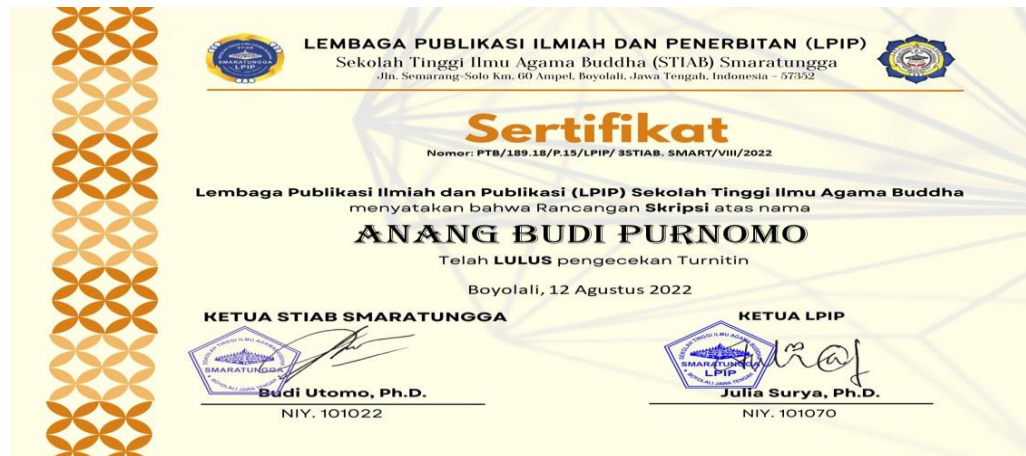 LEMBAGA PUBLIKASI ILMIAH DAN PENERBITAN (LPIP)
Sekolah Tinggi Ilmu Agama Buddha (STIAB) Smaratungga
Jln. Semarang-Solo Km. 60 Ampel, Boyolali, Jawa Tengah, Indonesia - 57352
Sertifikat
Nomor: PTB/189.18/P.15/LPIP/ 3STIAB. SMART/VIII/2022
Lembaga Publikasi Ilmiah dan Publikasi (LPIP) Sekolah Tinggi Ilmu Agama Buddha
menyatakan bahwa Rancangan Skripsi atas nama
ANANG BUDI PURNOMO
Telah LULUS pengecekan Turnitin
Boyolali, 12 Agustus 2022
KETUA STIAB SMARATUNGGA
SMARATUNGGA
Budi Utomo, Ph.D.
NIY. 101022
KETUA LPIP
SMARATUNGGA
LPIP
Julia Surya, Ph.D.
NIY. 101070